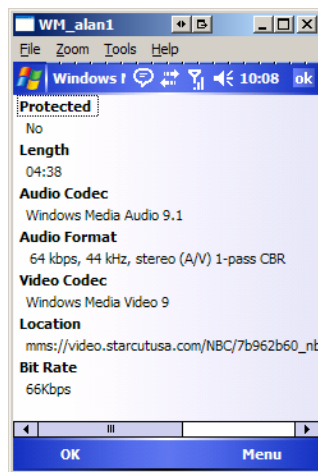 WM_alan1
File Zoom Tools Help
Windows 10:08 ok
Protected
No
Length
04:38
Audio Codec
Windows Media Audio 9.1
Audio Format
64 kbps, 44 kHz, stereo (A/V) 1-pass CBR
Video Codec
Windows Media Video 9
Location
mms://video.starcutusa.com/NBC/7b962b60_nb
Bit Rate
66Kbps
OK Menu